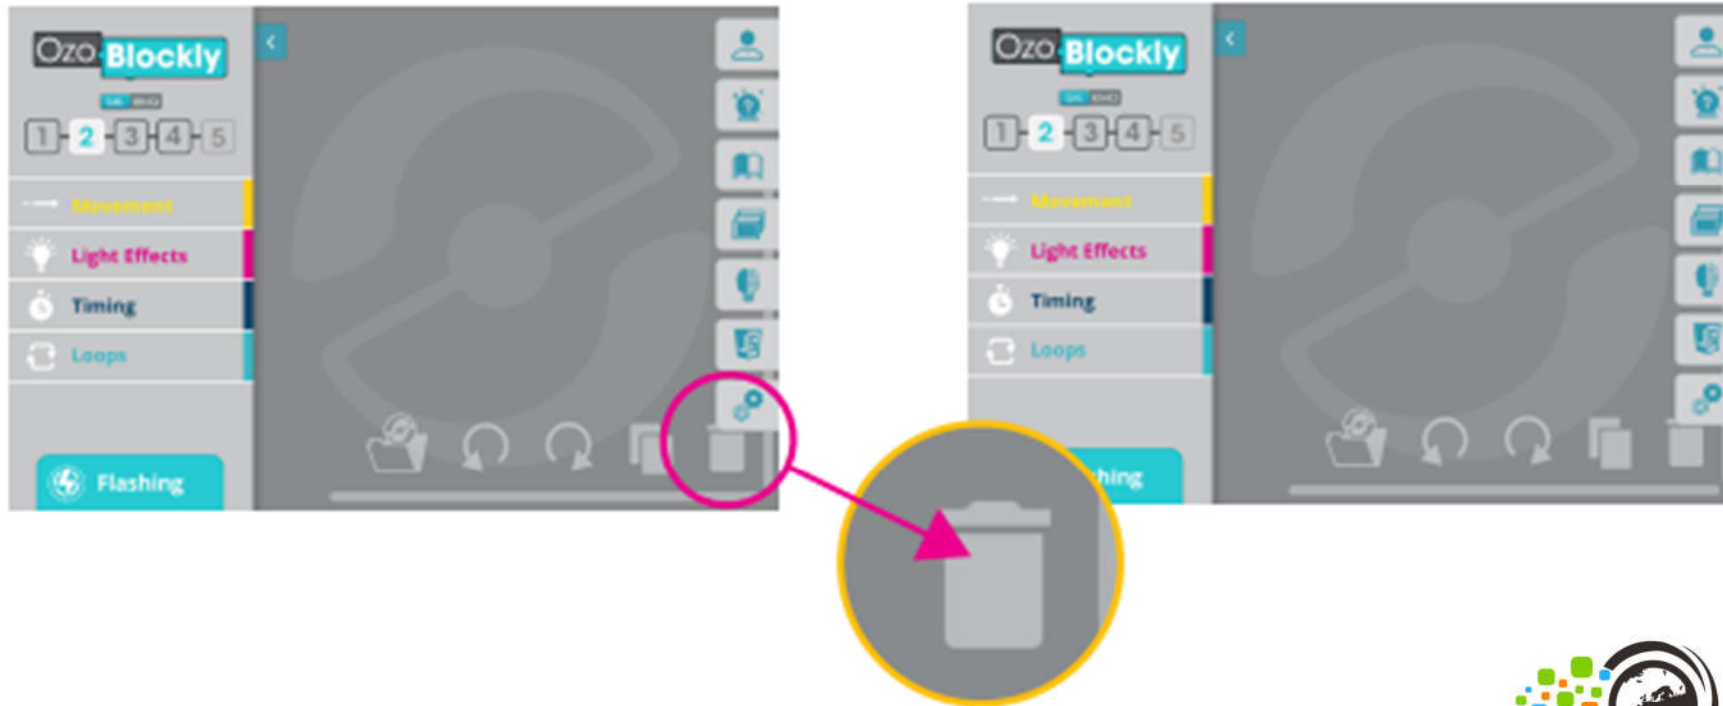 Ozo Blockly
1 2 3 4 5
Movement
Light Effects
Timing
Loops
Flashing
Ozo Blockly
1 2 3 4 5
Movement
Light Effects
Timing
Loops
hing